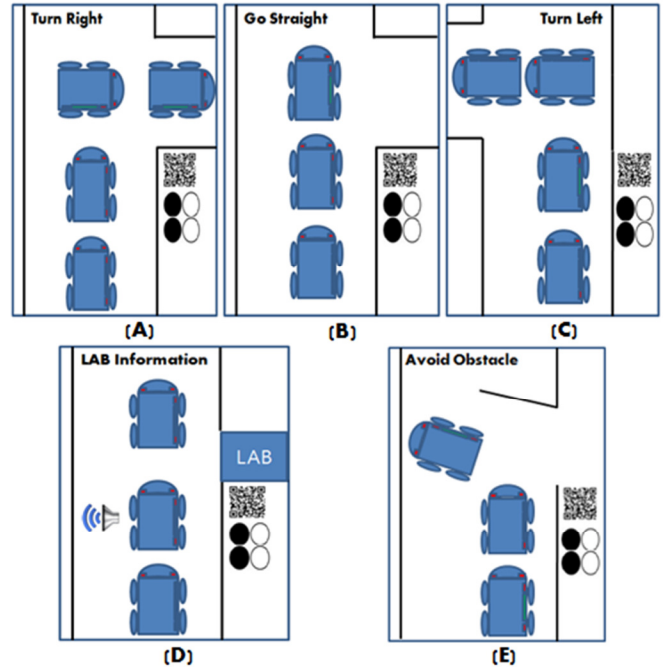 Turn Right
Go Straight
Turn Left
(A)
(B)
(C)
LAB Information
Avoid Obstacle
LAB
(D)
(E)